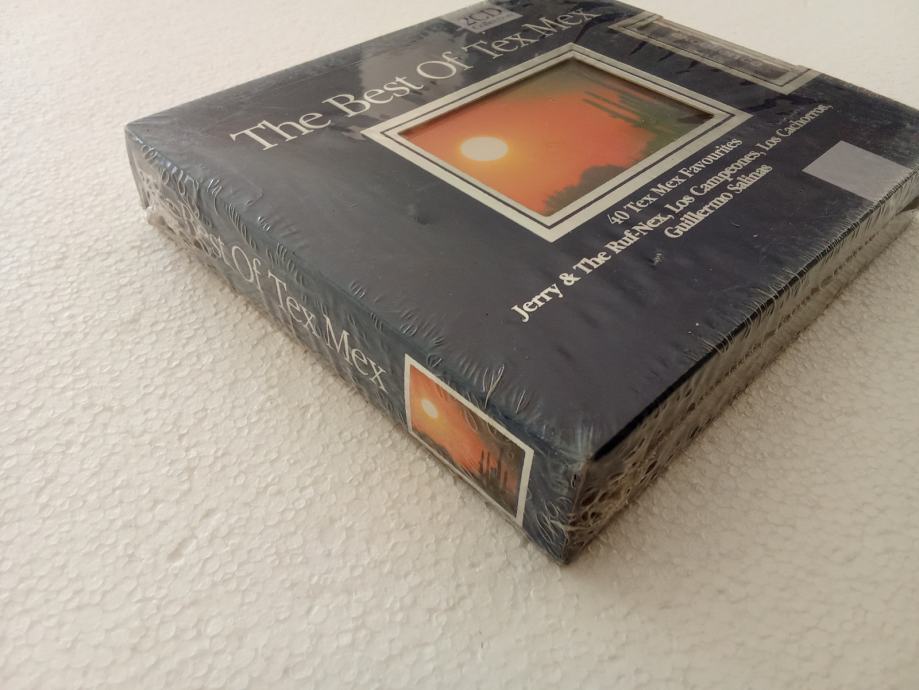 2CD
The Best Of Tex Mex
40 Tex Mex Favourites
Jerry & The Ruf-Nex, Los Campeones, Los Cachorros,
Guillermo Salinas
Best Of Tex Mex